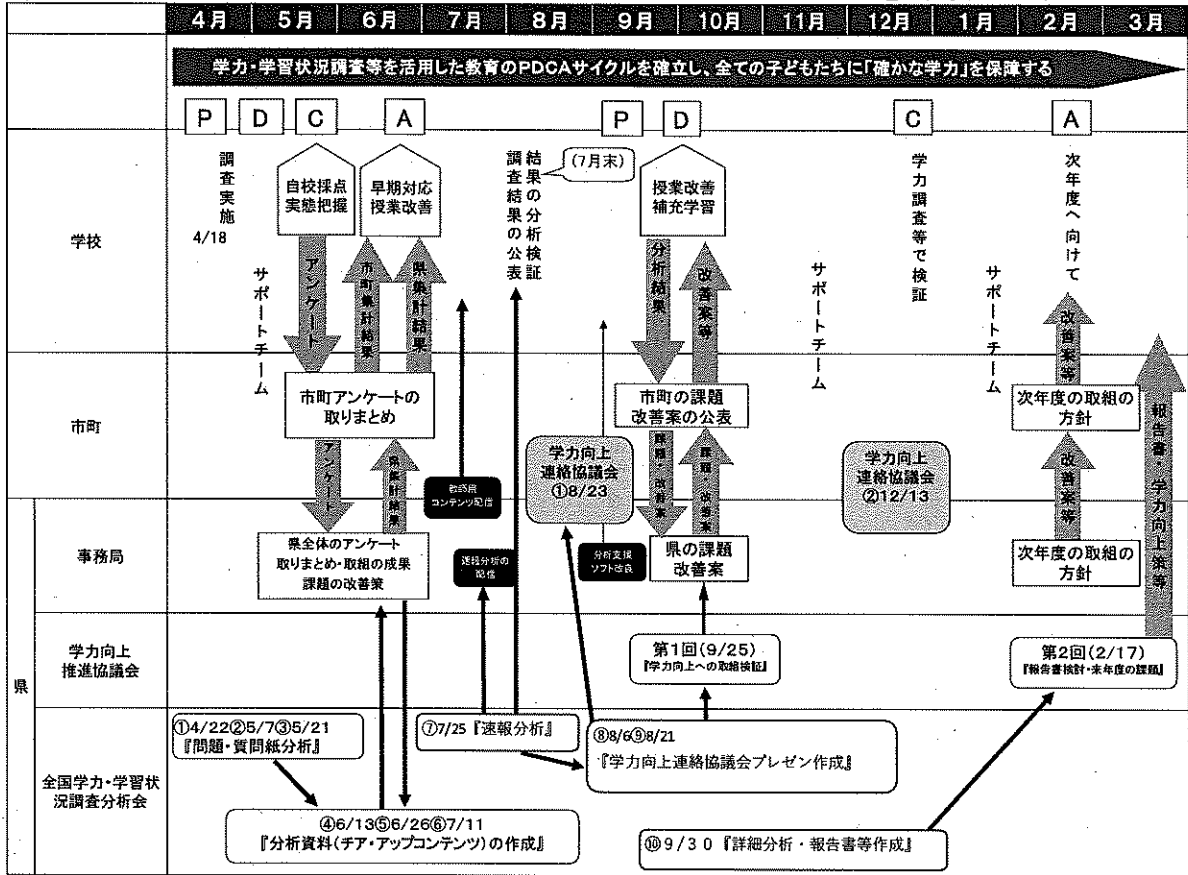 4月 5月 6月 7月 8月 9月 10月 11月 12月 1月 2月 3月
学力・学習状況調査等を活用した教育のPDCAサイクルを確立し、全ての子どもたちに「確かな学力」を保障する
P D C A P D C A
学校
調査実施
4/18
サポートチーム
自校採点
実態把握
早期対応
授業改善
アンケート
市町集計結果
県集計結果
結果の分析検証
調査結果の公表
(7月末)
授業改善
補充学習
分析結果
改善案等
サポートチーム
学力調査等で検証
サポートチーム
次年度へ向けて
改善案等
市町
市町アンケートの
取りまとめ
アンケート
県集計結果
市町の課題
改善案の公表
課題・改善案
課題・改善案
学力向上
連絡協議会
①8/23
学力向上
連絡協議会
②12/13
次年度の取組の
方針
改善案等
報告書・学力向上策等
県
事務局
県全体のアンケート
取りまとめ・取組の成果
課題の改善策
コンテンツ配信
速報分析の
配信
分析支援
ソフト改良
県の課題
改善案
次年度の取組の
方針
学力向上
推進協議会
第1回(9/25)
『学力向上への取組検証』
第2回(2/17)
『報告書検討・来年度の課題』
全国学力・学習状
況調査分析会
①4/22②5/7③5/21
『問題・質問紙分析』
⑦7/25『速報分析』
⑧8/6⑨8/21
『学力向上連絡協議会プレゼン作成』
④6/13⑤6/26⑥7/11
『分析資料(チア・アップコンテンツ)の作成』
⑩9/30『詳細分析・報告書等作成』